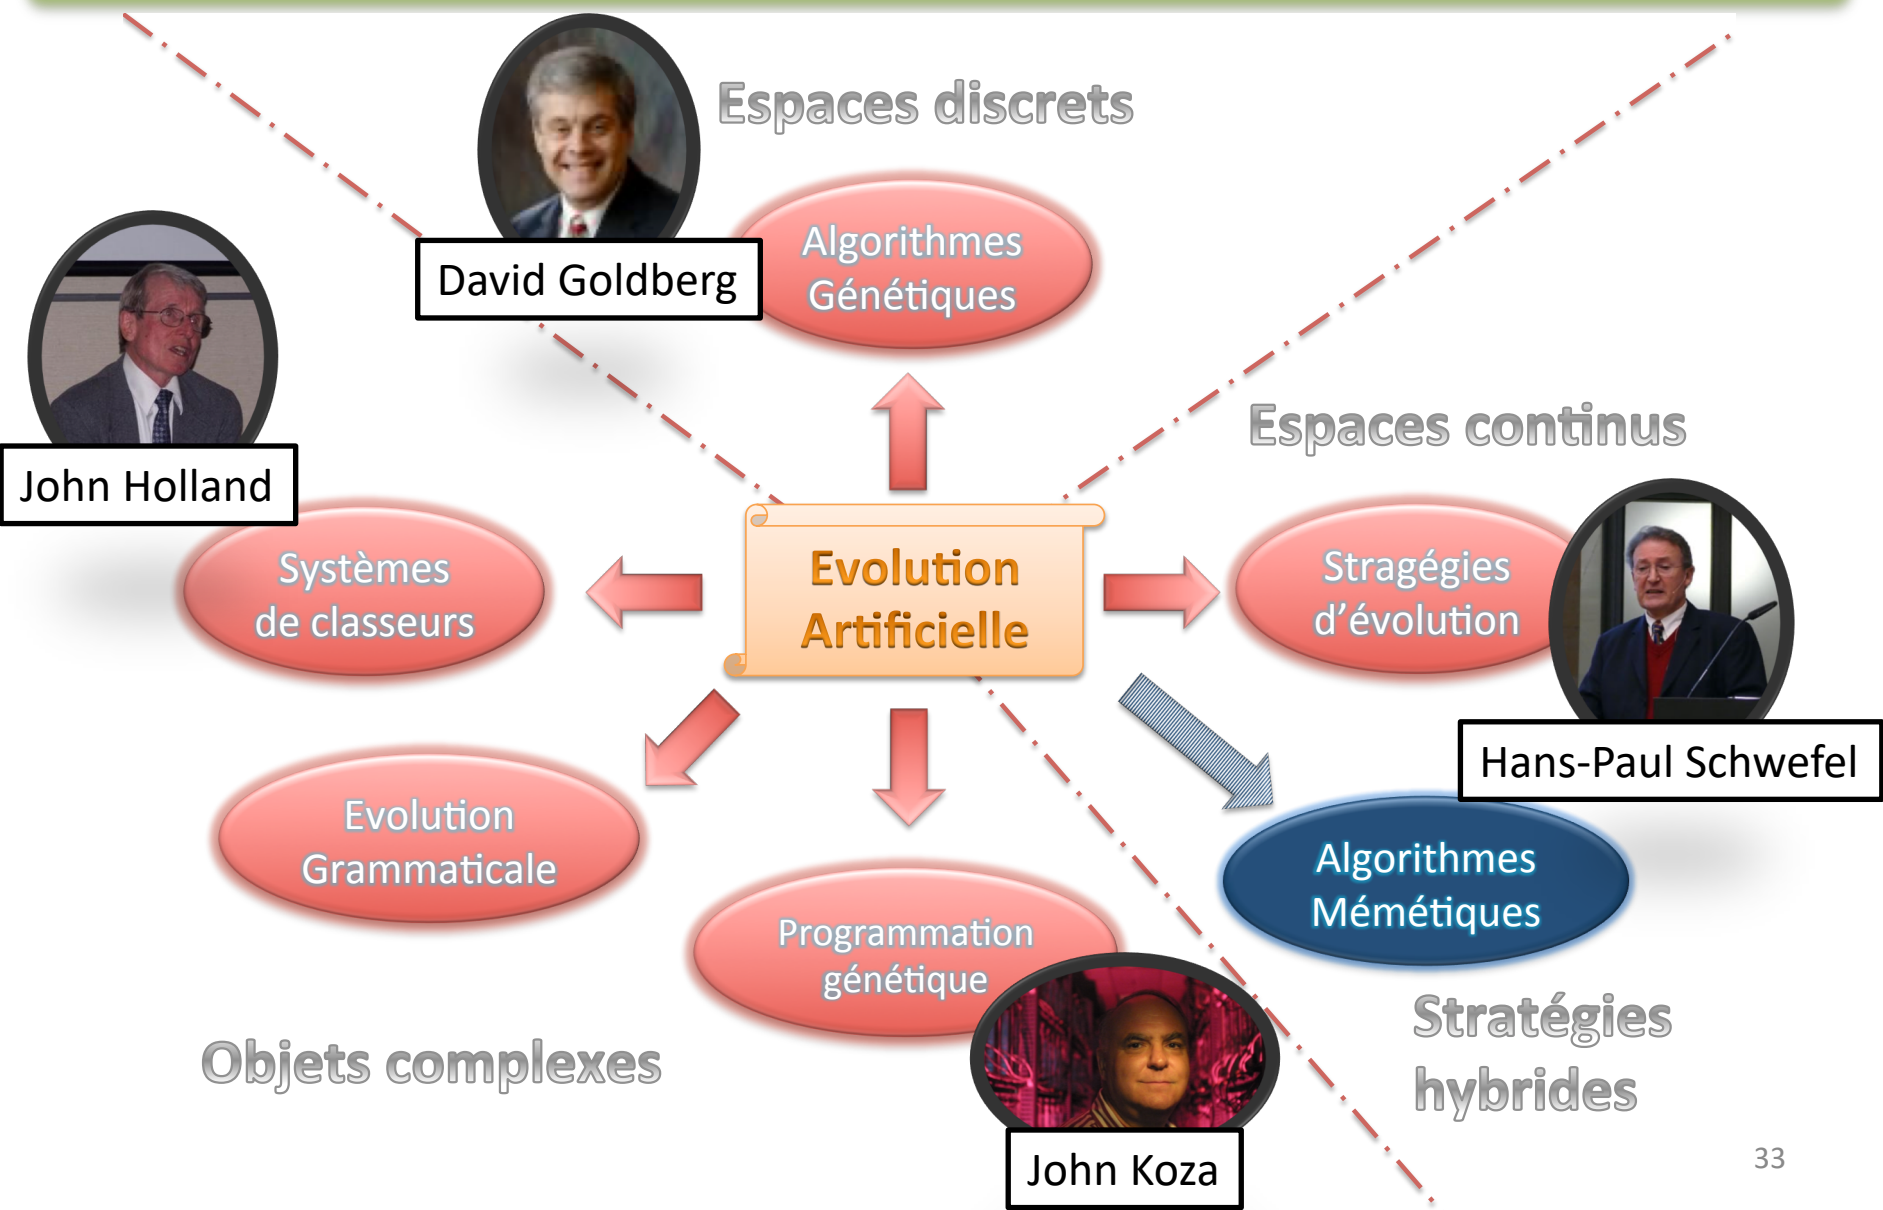 Espaces discrets
Algorithmes
Génétiques
David Goldberg
John Holland
Espaces continus
Systèmes
de classeurs
Evolution
Artificielle
Stragégies
d'évolution
Hans-Paul Schwefel
Evolution
Grammaticale
Algorithmes
Mémétiques
Programmation
génétique
Objets complexes
Stratégies
hybrides
John Koza
33